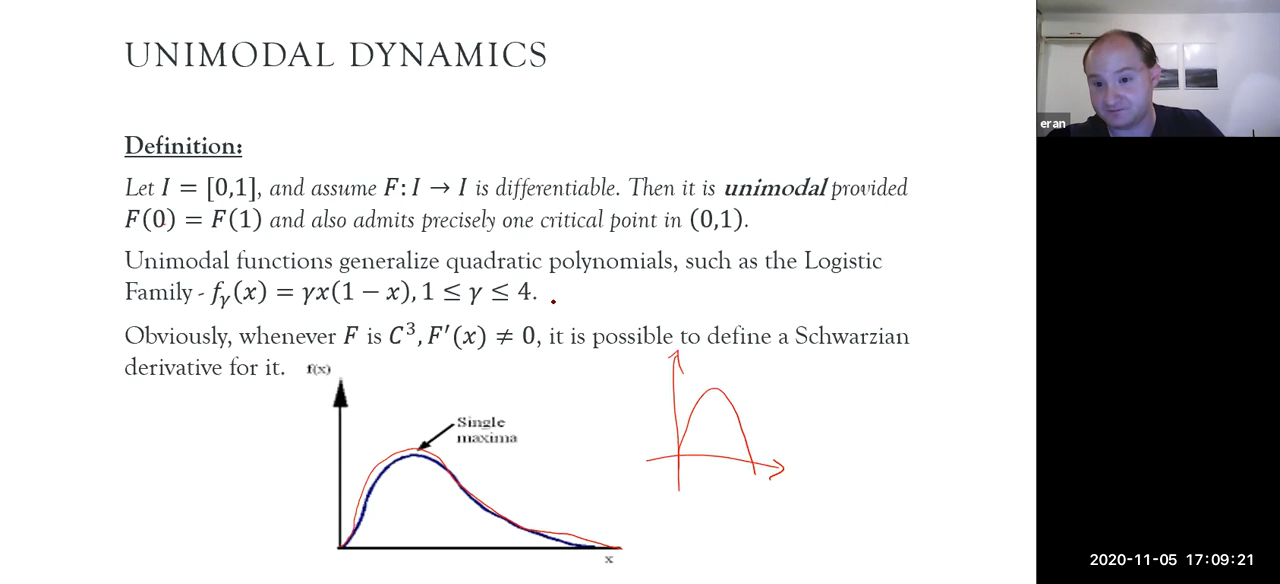 UNIMODAL DYNAMICS
eran
Definition:
Let I = [0,1], and assume F: I → I is differentiable. Then it is unimodal provided
F(0) = F(1) and also admits precisely one critical point in (0,1).
Unimodal functions generalize quadratic polynomials, such as the Logistic
Family - fγ(x) = γx(1 − x), 1 ≤ γ ≤ 4.
Obviously, whenever F is C³, F′(x) ≠ 0, it is possible to define a Schwarzian
derivative for it.
f(x)
Single
maxima
x
2020-11-05 17:09:21